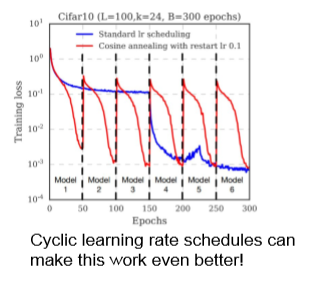 Cifar10 (L=100,k=24, B=300 epochs)
Standard lr scheduling
Cosine annealing with restart lr 0.1
10¹
10⁰
10⁻¹
10⁻²
10⁻³
10⁻⁴
Training loss
Model 1
Model 2
Model 3
Model 4
Model 5
Model 6
0 50 100 150 200 250 300
Epochs
Cyclic learning rate schedules can
make this work even better!